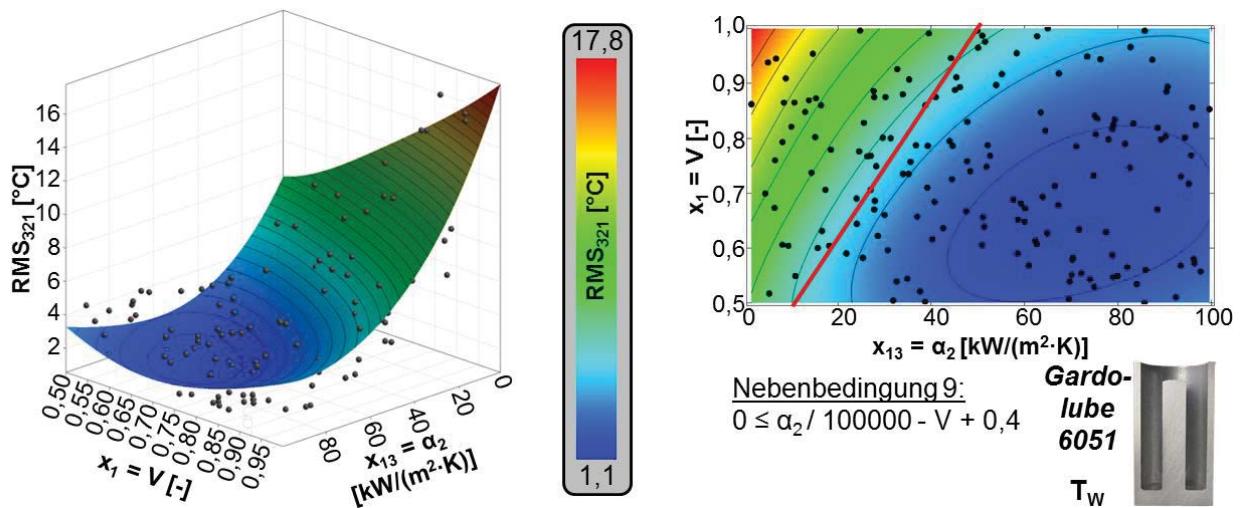 16
14
12
10
8
6
4
2
RMS321 [°C]
0,50
0,55
0,60
0,65
0,70
0,75
0,80
0,85
0,90
0,95
x1 = V [-]
80
60
40
20
0
x13 = α2
[kW/(m²·K)]
17,8
RMS321 [°C]
1,1
1,0
0,9
0,8
0,7
0,6
0,5
x1 = V [-]
0 20 40 60 80 100
x13 = α2 [kW/(m²·K)]
Nebenbedingung 9:
0 ≤ α2 / 100000 - V + 0,4
Gardo-
lube
6051
TW